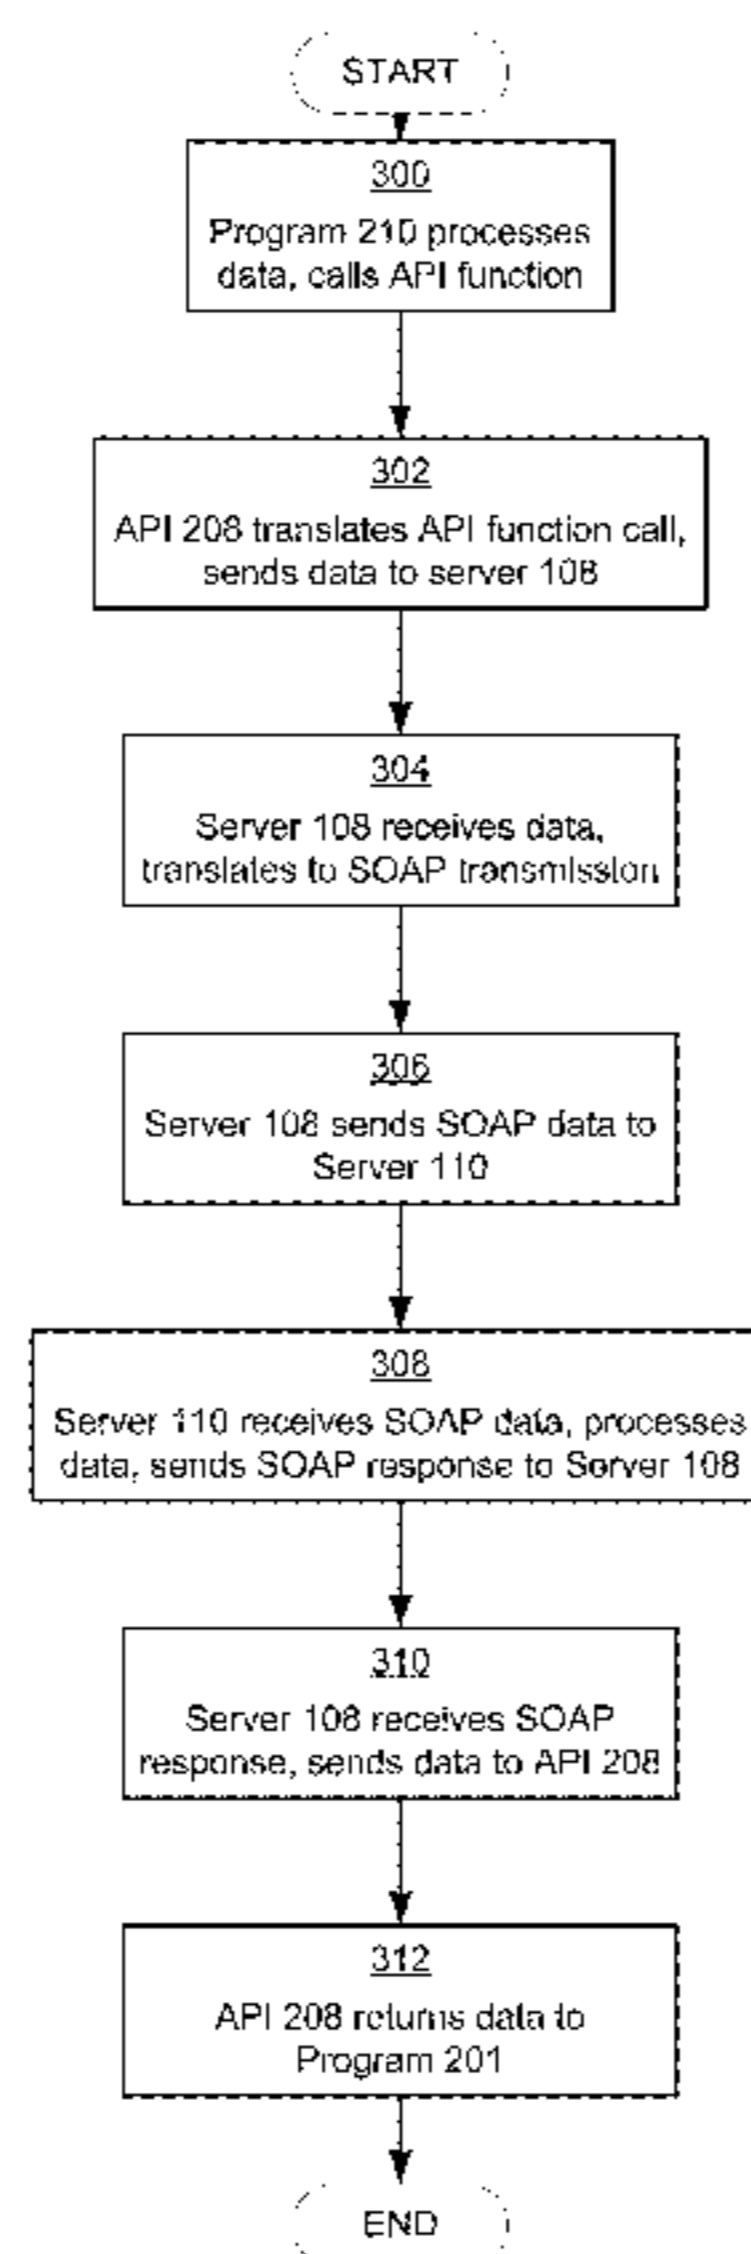 START
300
Program 210 processes
data, calls API function
302
API 208 translates API function call,
sends data to server 108
304
Server 108 receives data,
translates to SOAP transmission
306
Server 108 sends SOAP data to
Server 110
308
Server 110 receives SOAP data, processes
data, sends SOAP response to Server 108
310
Server 108 receives SOAP
response, sends data to API 208
312
API 208 returns data to
Program 201
END